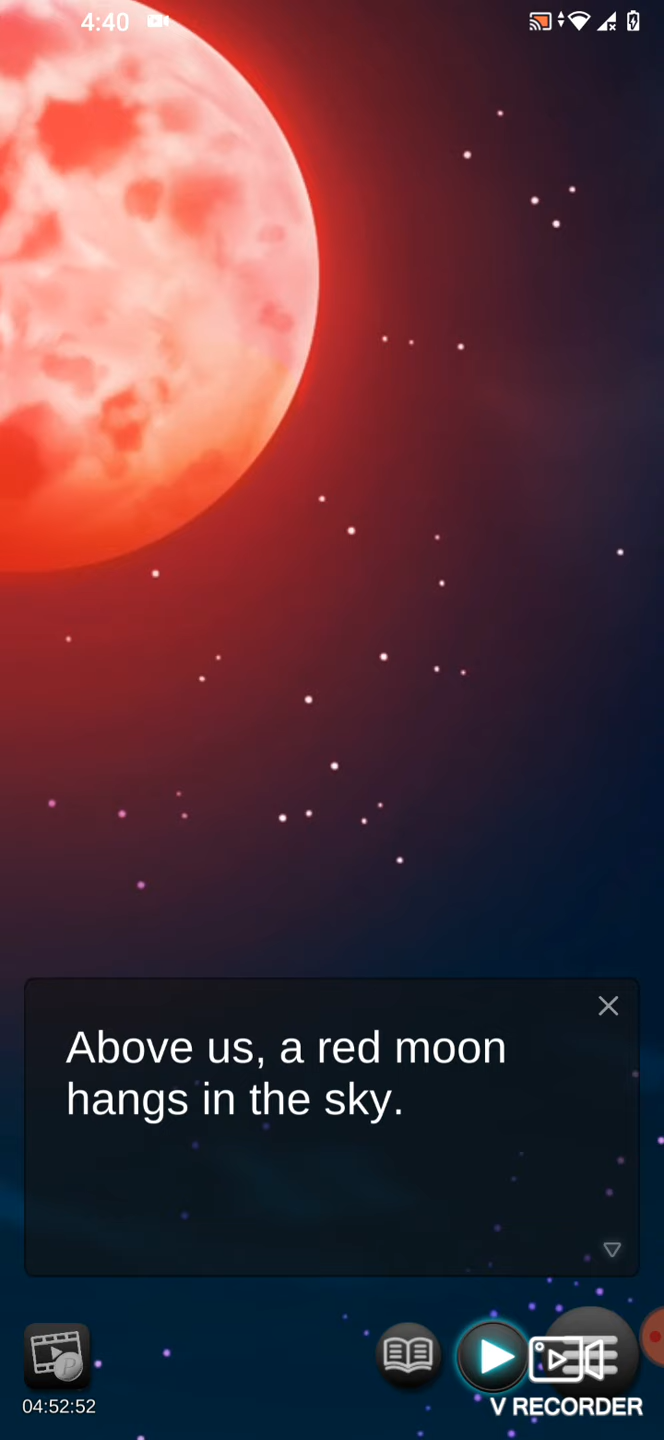 4:40
Above us, a red moon
hangs in the sky.
04:52:52
V RECORDER